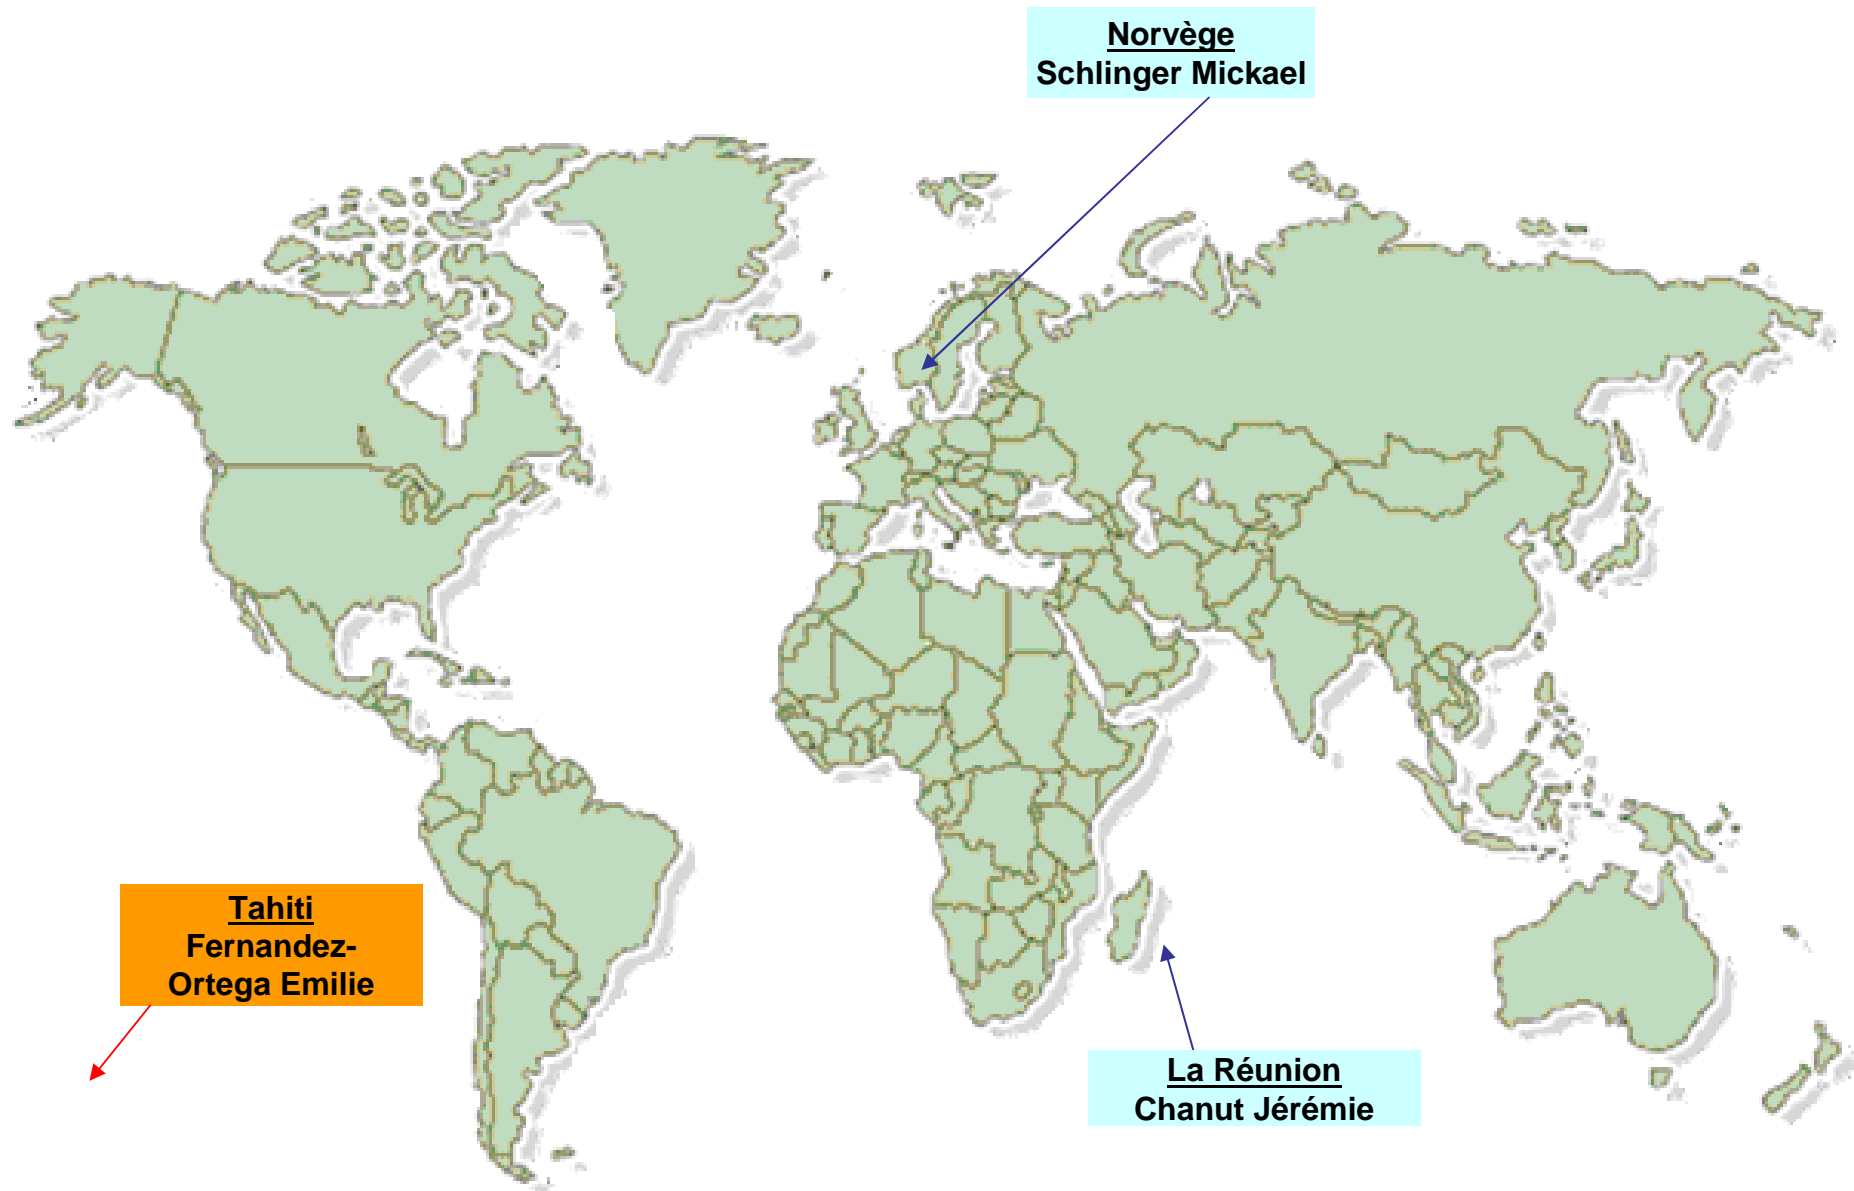 Norvège
Schlinger Mickael
Tahiti
Fernandez-
Ortega Emilie
La Réunion
Chanut Jérémie